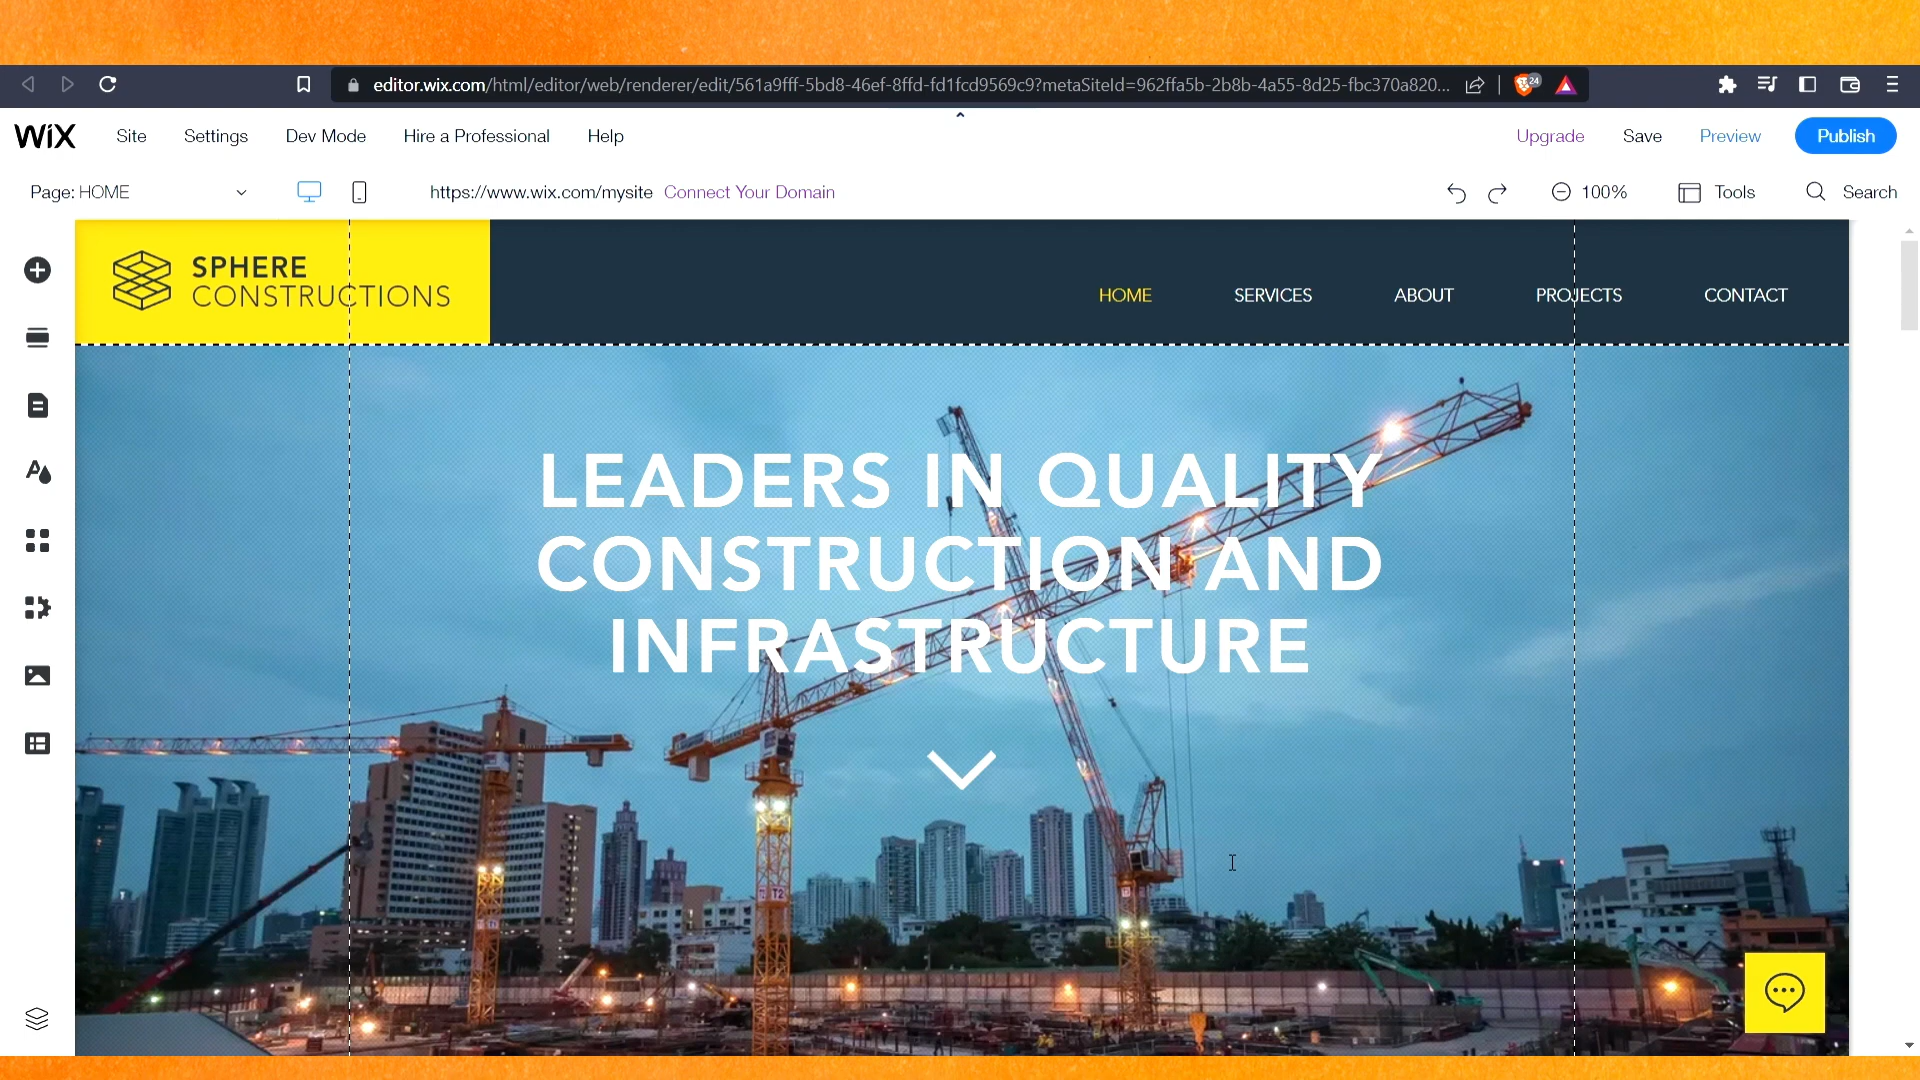 editor.wix.com/html/editor/web/renderer/edit/561a9fff-5bd8-46ef-8ffd-fd1fcd9569c9?metaSiteId=962ffa5b-2b8b-4a55-8d25-fbc370a820... 24
WiX Site Settings Dev Mode Hire a Professional Help Upgrade Save Preview Publish
Page: HOME https://www.wix.com/mysite Connect Your Domain 100% Tools Search
SPHERE
CONSTRUCTIONS
HOME SERVICES ABOUT PROJECTS CONTACT
LEADERS IN QUALITY
CONSTRUCTION AND
INFRASTRUCTURE
T2